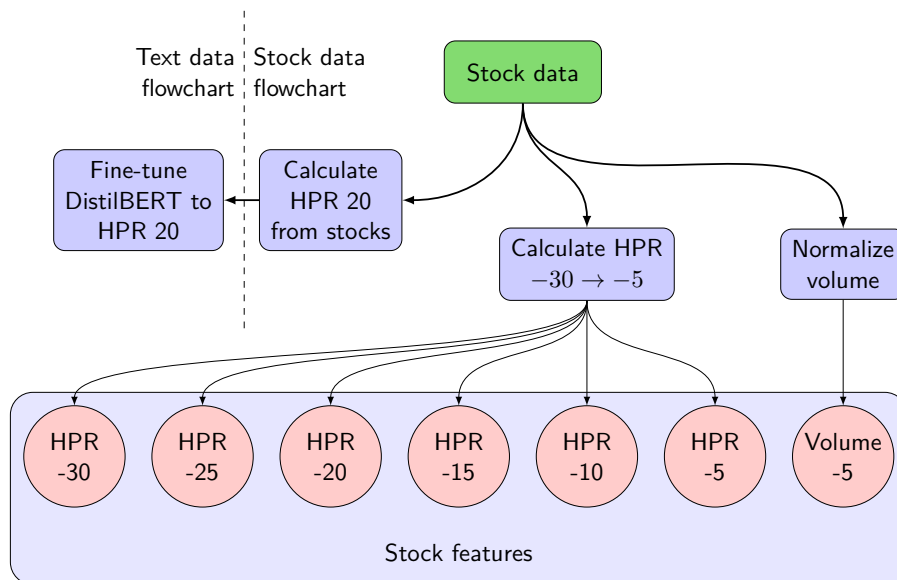 Text data
flowchart
Stock data
flowchart
Stock data
Fine-tune
DistilBERT to
HPR 20
Calculate
HPR 20
from stocks
Calculate HPR
−30 → −5
Normalize
volume
HPR
-30
HPR
-25
HPR
-20
HPR
-15
HPR
-10
HPR
-5
Volume
-5
Stock features